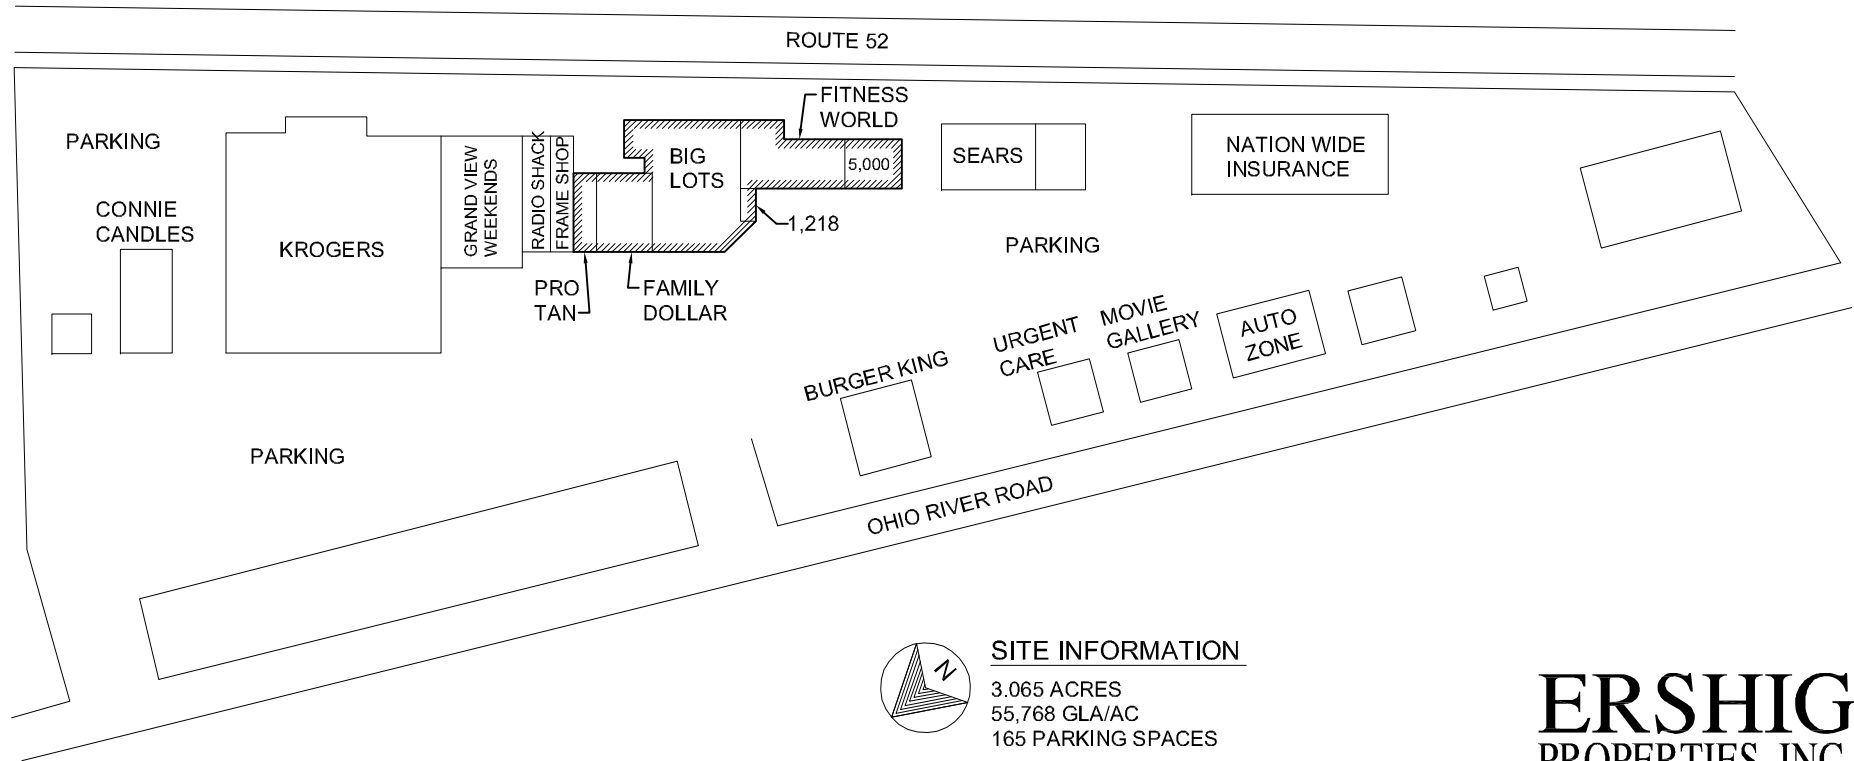 ROUTE 52
FITNESS
WORLD
PARKING
5,000
BIG
LOTS
SEARS
NATION WIDE
INSURANCE
CONNIE
CANDLES
KROGERS
GRAND VIEW
WEEKENDS
RADIO SHACK
FRAME SHOP
1,218
PARKING
PRO
TAN
FAMILY
DOLLAR
URGENT
CARE
MOVIE
GALLERY
AUTO
ZONE
BURGER KING
PARKING
OHIO RIVER ROAD
N
SITE INFORMATION
3.065 ACRES
55,768 GLA/AC
165 PARKING SPACES
ERSHIG
PROPERTIES, INC.